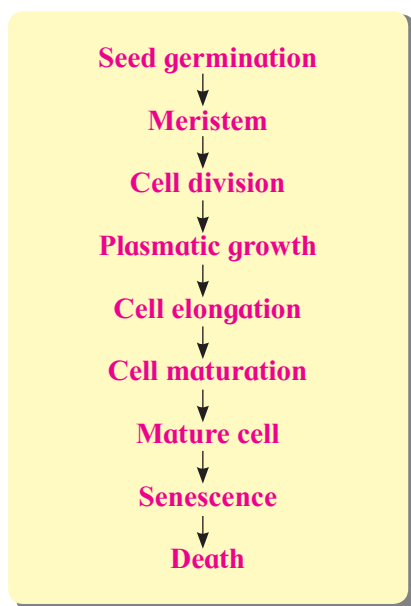 Seed germination
Meristem
Cell division
Plasmatic growth
Cell elongation
Cell maturation
Mature cell
Senescence
Death